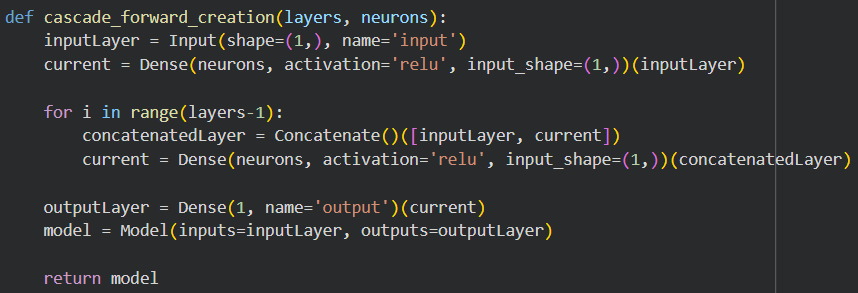 def cascade_forward_creation(layers, neurons):
    inputLayer = Input(shape=(1,), name='input')
    current = Dense(neurons, activation='relu', input_shape=(1,))(inputLayer)

    for i in range(layers-1):
        concatenatedLayer = Concatenate()([inputLayer, current])
        current = Dense(neurons, activation='relu', input_shape=(1,))(concatenatedLayer)

    outputLayer = Dense(1, name='output')(current)
    model = Model(inputs=inputLayer, outputs=outputLayer)

    return model